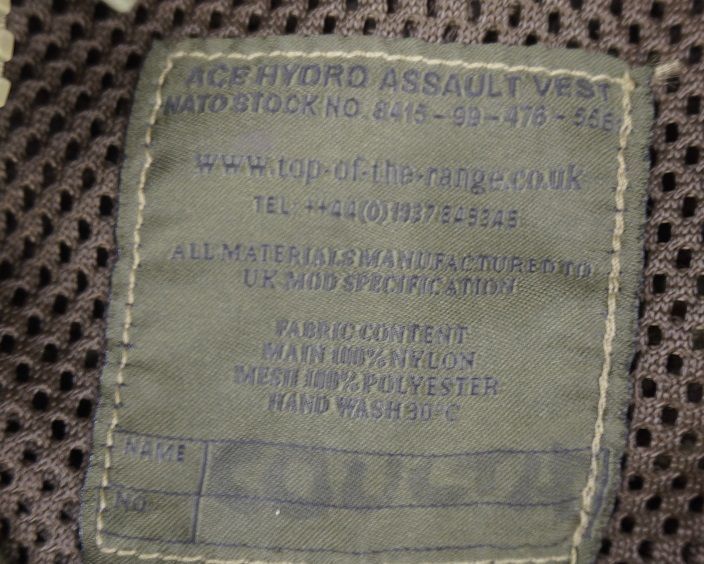 ACE HYDRO ASSAULT VEST
NATO STOCK NO. 8415-99-476-556
www.top-of-the-range.co.uk
TEL: ++44(0)1937 849349
ALL MATERIALS MANUFACTURED TO
UK MOD SPECIFICATION
FABRIC CONTENT
MAIN 100% NYLON
MESH 100% POLYESTER
HAND WASH 30°C
NAME
NO.